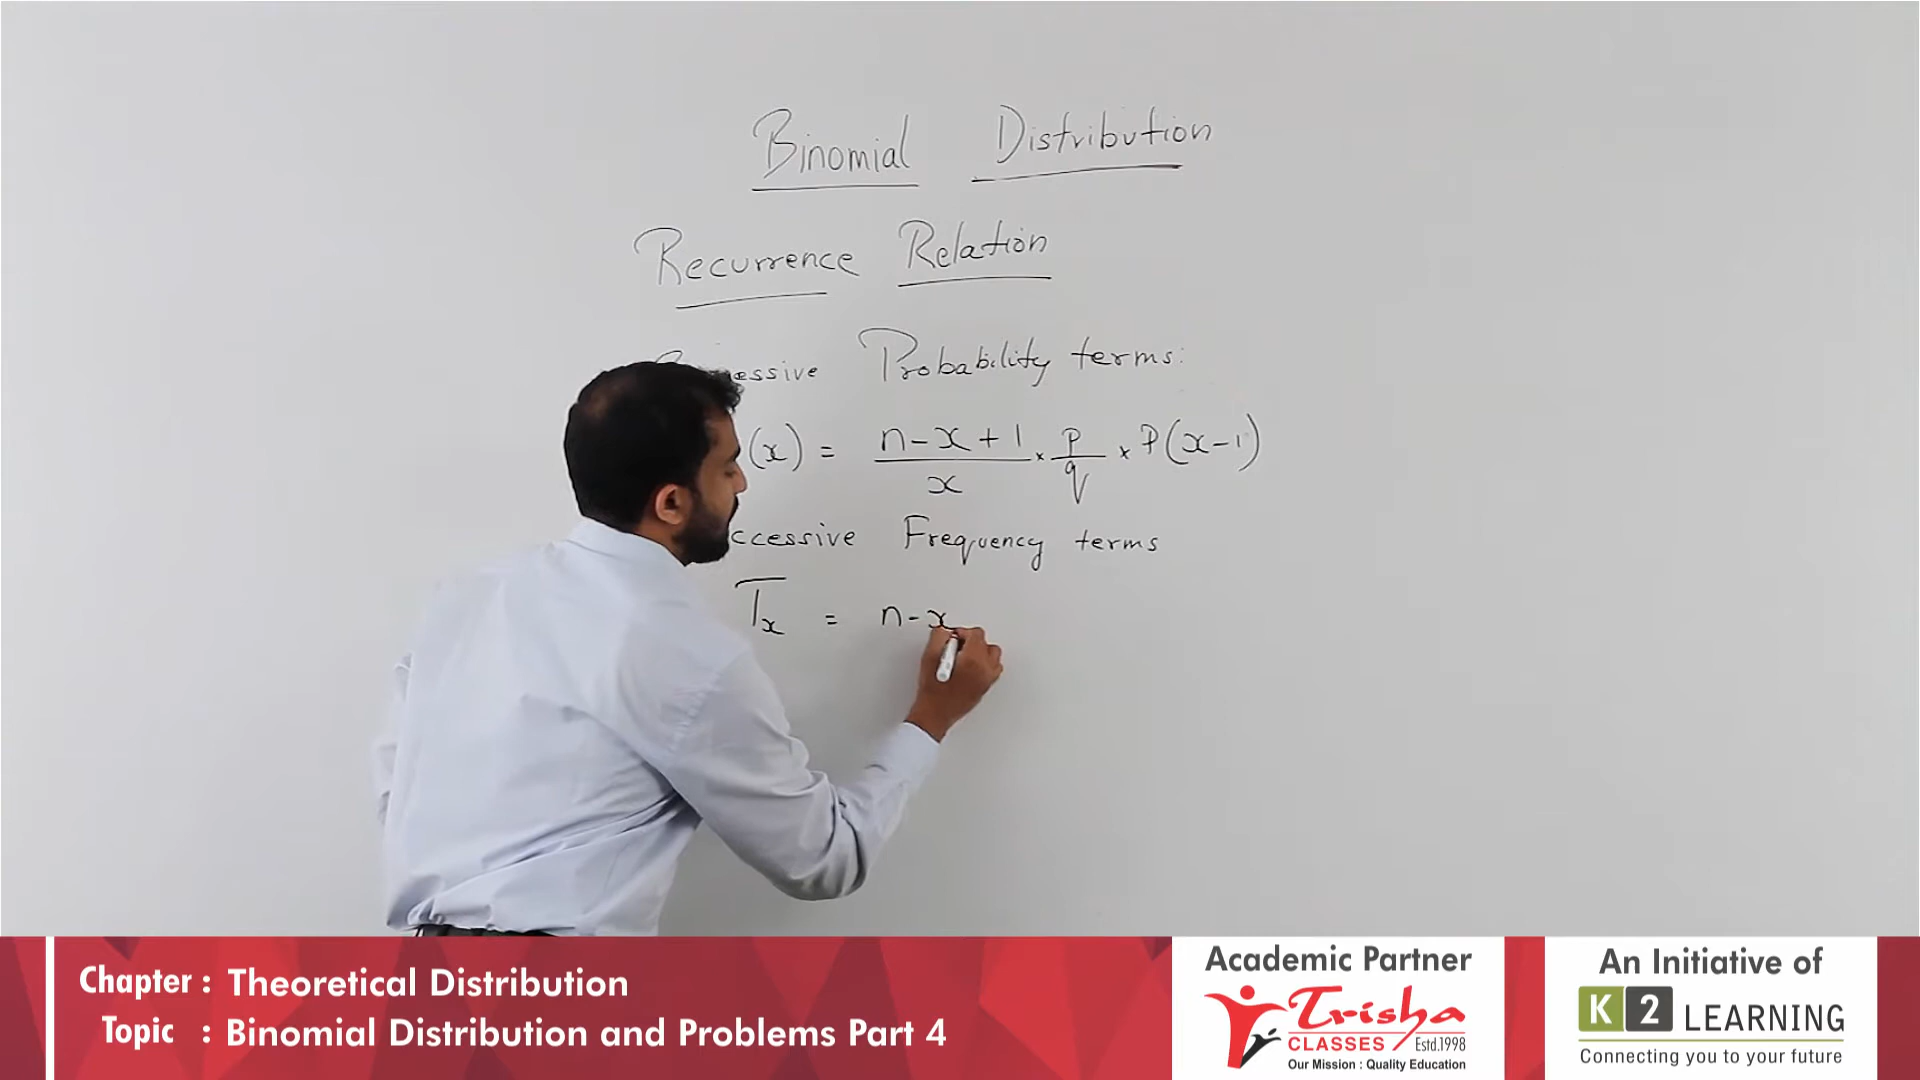 Binomial Distribution
Recurrence Relation
Probability terms:
(x) = n-x+1/x × p/q × P(x-1)
Frequency terms
Tx = n-x
Chapter : Theoretical Distribution
Topic : Binomial Distribution and Problems Part 4
Academic Partner
Trisha
CLASSES Estd.1998
Our Mission : Quality Education
An Initiative of
K2 LEARNING
Connecting you to your future